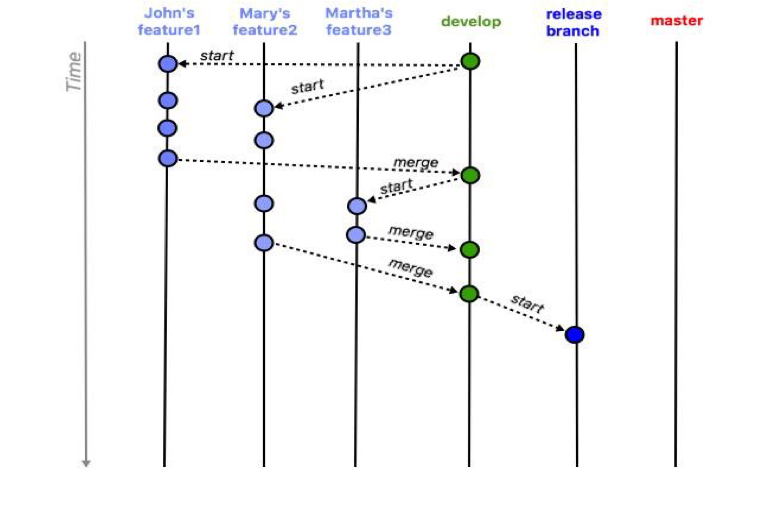 John's
feature1
Mary's
feature2
Martha's
feature3
develop
release
branch
master
Time
start
start
merge
start
merge
merge
start